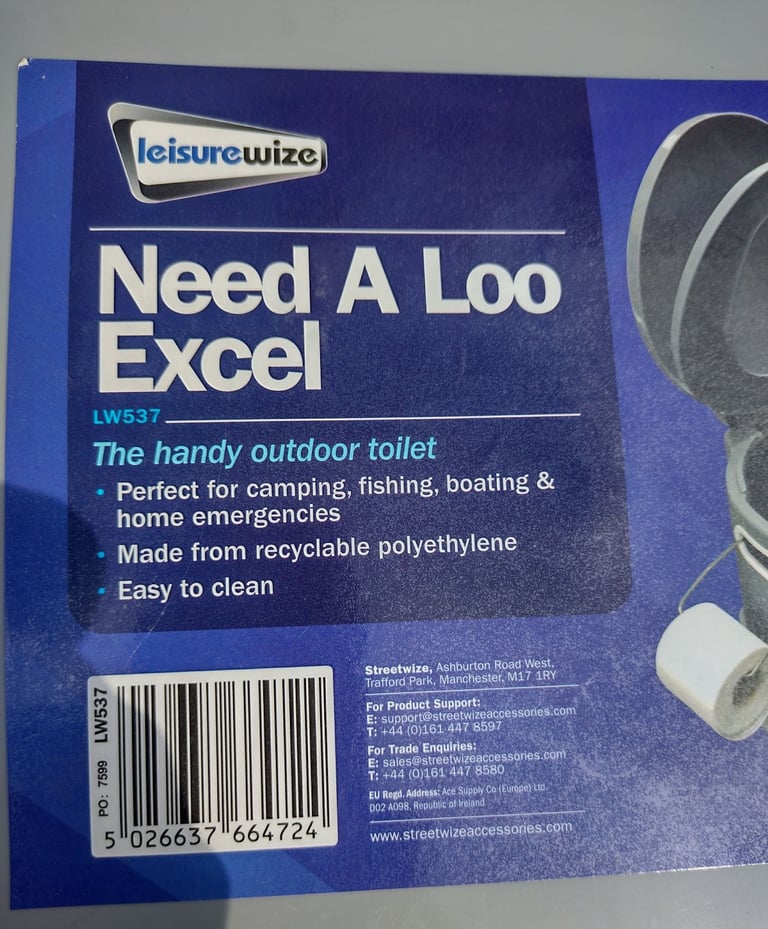 leisurewize
Need A Loo
Excel
LW537
The handy outdoor toilet
• Perfect for camping, fishing, boating &
home emergencies
• Made from recyclable polyethylene
• Easy to clean
PO: 7599 LW537
5 026637 664724
Streetwize, Ashburton Road West,
Trafford Park, Manchester, M17 1RY
For Product Support:
E: support@streetwizeaccessories.com
T: +44 (0)161 447 8597
For Trade Enquiries:
E: sales@streetwizeaccessories.com
T: +44 (0)161 447 8580
EU Regd. Address: Ace Supply Co (Europe) Ltd
D02 A098, Republic of Ireland
www.streetwizeaccessories.com